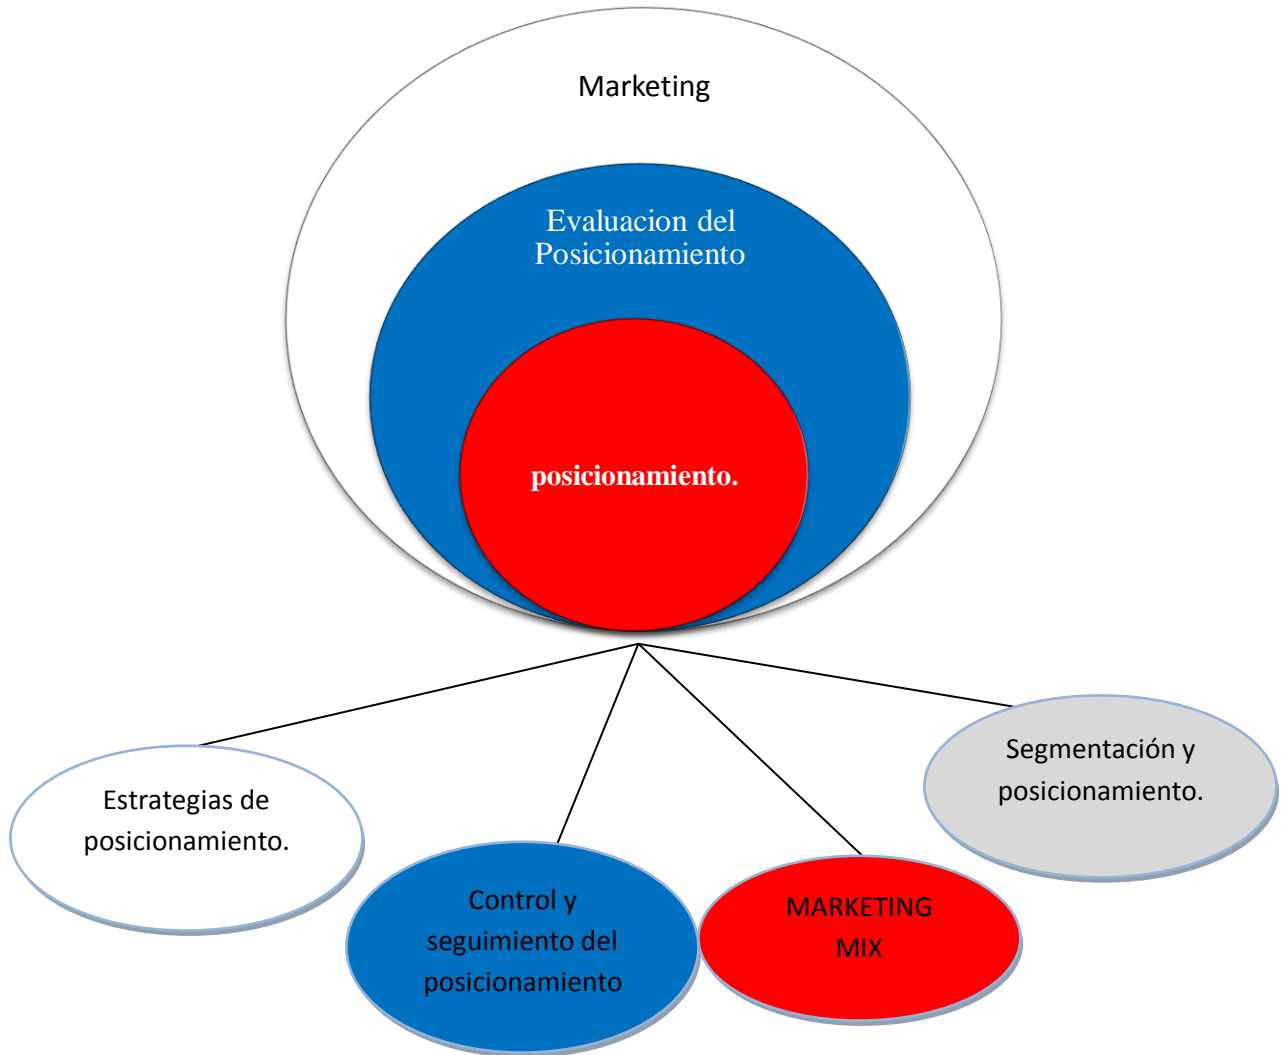 Marketing
Evaluacion del
Posicionamiento
posicionamiento.
Estrategias de
posicionamiento.
Control y
seguimiento del
posicionamiento
MARKETING
MIX
Segmentación y
posicionamiento.